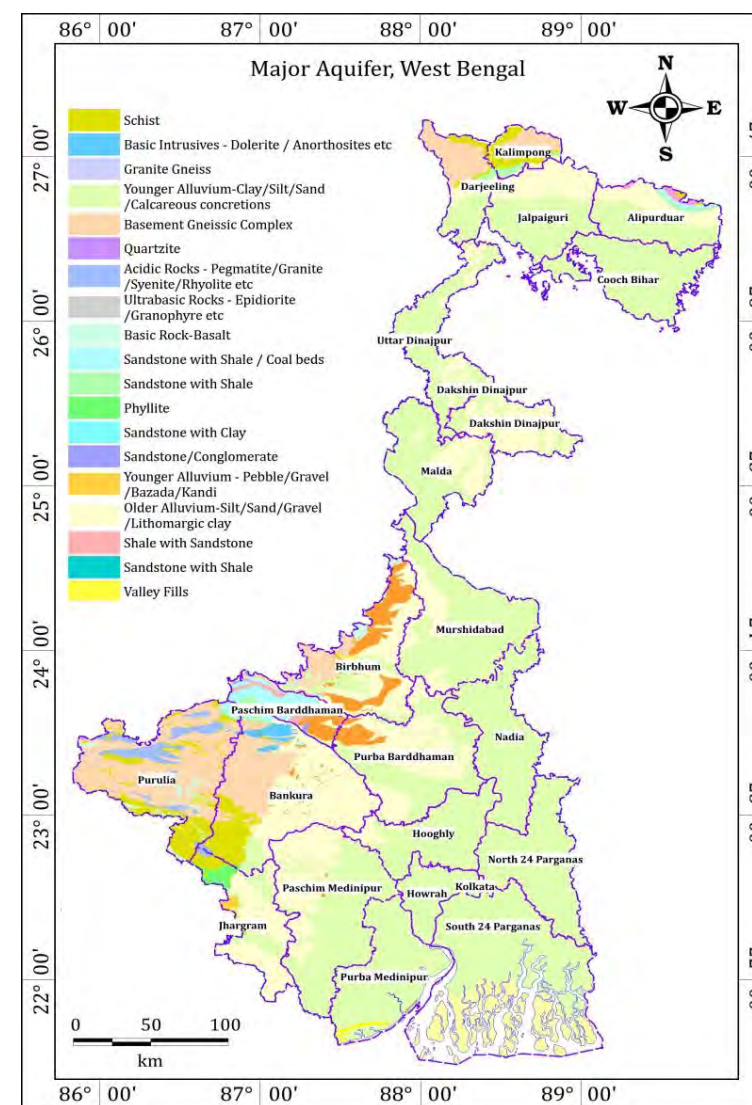 86° 00' 87° 00' 88° 00' 89° 00'
Major Aquifer, West Bengal
N
W E
S
Schist
Basic Intrusives - Dolerite / Anorthosites etc
Granite Gneiss
Younger Alluvium-Clay/Silt/Sand
/Calcareous concretions
Basement Gneissic Complex
Quartzite
Acidic Rocks - Pegmatite/Granite
/Syenite/Rhyolite etc
Ultrabasic Rocks - Epidiorite
/Granophyre etc
Basic Rock-Basalt
Sandstone with Shale / Coal beds
Sandstone with Shale
Phyllite
Sandstone with Clay
Sandstone/Conglomerate
Younger Alluvium - Pebble/Gravel
/Bazada/Kandi
Older Alluvium-Silt/Sand/Gravel
/Lithomargic clay
Shale with Sandstone
Sandstone with Shale
Valley Fills
27° 00'
26° 00'
25° 00'
24° 00'
23° 00'
22° 00'
Kalimpong
Darjeeling
Jalpaiguri
Alipurduar
Cooch Bihar
Uttar Dinajpur
Dakshin Dinajpur
Dakshin Dinajpur
Malda
Murshidabad
Birbhum
Paschim Barddhaman
Nadia
Purba Barddhaman
Purulia
Bankura
Hooghly
North 24 Parganas
Paschim Medinipur
Howrah
Kolkata
Jhargram
South 24 Parganas
Purba Medinipur
0 50 100
km
86° 00' 87° 00' 88° 00' 89° 00'